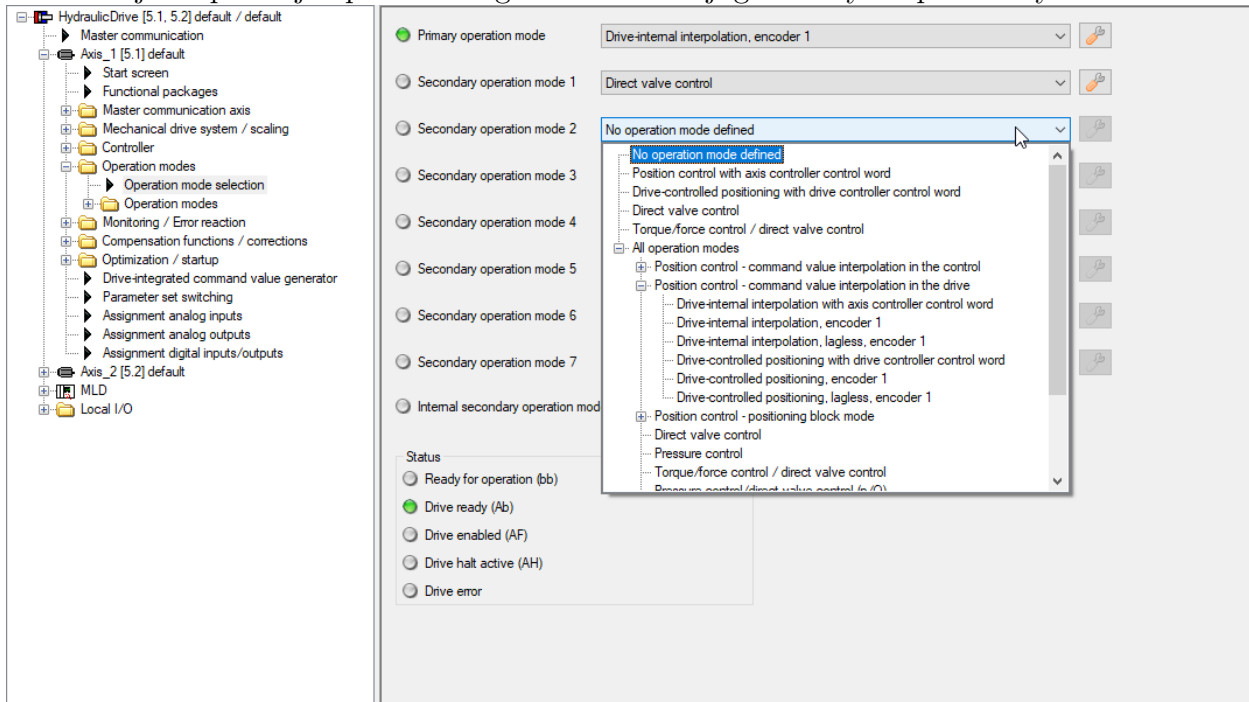 HydraulicDrive [5.1, 5.2] default / default
Master communication
Axis_1 [5.1] default
Start screen
Functional packages
Master communication axis
Mechanical drive system / scaling
Controller
Operation modes
Operation mode selection
Operation modes
Monitoring / Error reaction
Compensation functions / corrections
Optimization / startup
Drive-integrated command value generator
Parameter set switching
Assignment analog inputs
Assignment analog outputs
Assignment digital inputs/outputs
Axis_2 [5.2] default
MLD
Local I/O
Primary operation mode
Drive-internal interpolation, encoder 1
Secondary operation mode 1
Direct valve control
Secondary operation mode 2
No operation mode defined
No operation mode defined
Position control with axis controller control word
Drive-controlled positioning with drive controller control word
Direct valve control
Torque/force control / direct valve control
All operation modes
Position control - command value interpolation in the control
Position control - command value interpolation in the drive
Drive-internal interpolation with axis controller control word
Drive-internal interpolation, encoder 1
Drive-internal interpolation, lagless, encoder 1
Drive-controlled positioning with drive controller control word
Drive-controlled positioning, encoder 1
Drive-controlled positioning, lagless, encoder 1
Position control - positioning block mode
Direct valve control
Pressure control
Torque/force control / direct valve control
Pressure control/direct valve control (p/Q)
Secondary operation mode 3
Secondary operation mode 4
Secondary operation mode 5
Secondary operation mode 6
Secondary operation mode 7
Internal secondary operation mod
Status
Ready for operation (bb)
Drive ready (Ab)
Drive enabled (AF)
Drive halt active (AH)
Drive error